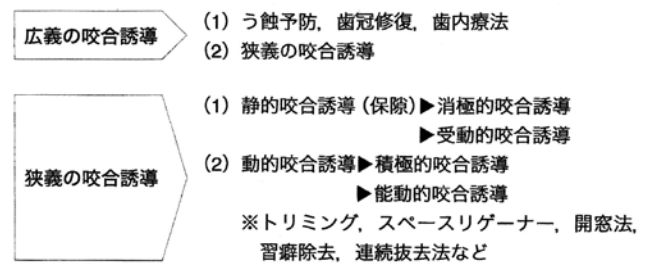 広義の咬合誘導
(1) う蝕予防，歯冠修復，歯内療法
(2) 狭義の咬合誘導
狭義の咬合誘導
(1) 静的咬合誘導(保隙)▶消極的咬合誘導
▶受動的咬合誘導
(2) 動的咬合誘導▶積極的咬合誘導
▶能動的咬合誘導
※トリミング，スペースリゲーナー，開窓法，
習癖除去，連続抜去法など